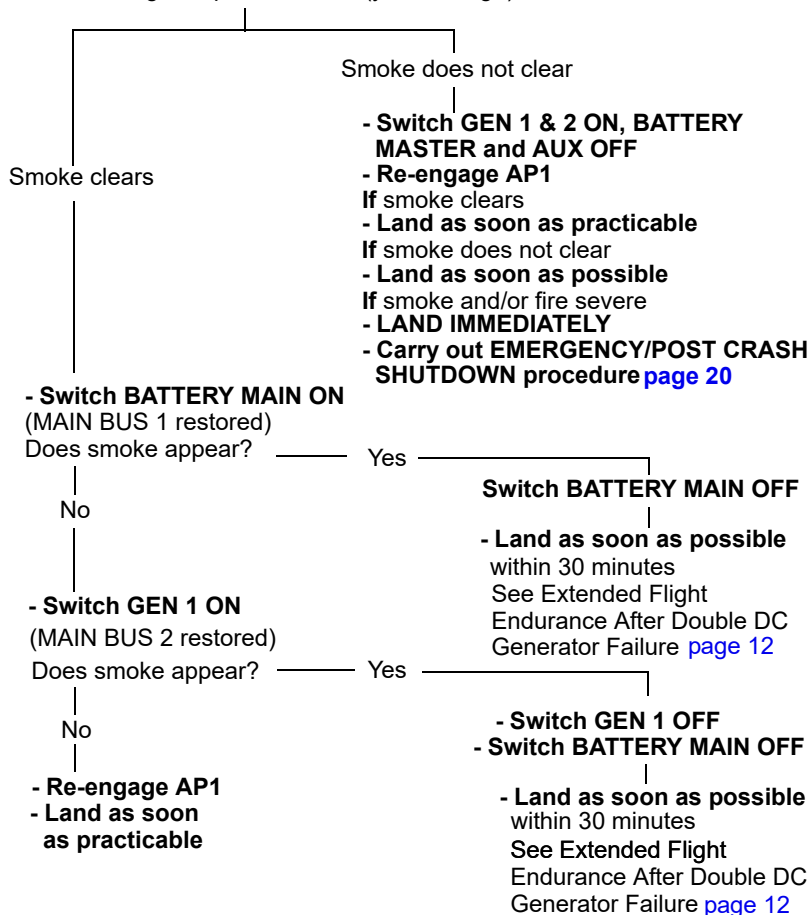 Smoke does not clear
- Switch GEN 1 & 2 ON, BATTERY
MASTER and AUX OFF
- Re-engage AP1
If smoke clears
- Land as soon as practicable
If smoke does not clear
- Land as soon as possible
If smoke and/or fire severe
- LAND IMMEDIATELY
- Carry out EMERGENCY/POST CRASH
SHUTDOWN procedure page 20
Smoke clears
- Switch BATTERY MAIN ON
(MAIN BUS 1 restored)
Does smoke appear?
Yes
Switch BATTERY MAIN OFF
- Land as soon as possible
within 30 minutes
See Extended Flight
Endurance After Double DC
Generator Failure page 12
No
- Switch GEN 1 ON
(MAIN BUS 2 restored)
Does smoke appear?
Yes
- Switch GEN 1 OFF
- Switch BATTERY MAIN OFF
- Land as soon as possible
within 30 minutes
See Extended Flight
Endurance After Double DC
Generator Failure page 12
No
- Re-engage AP1
- Land as soon
as practicable